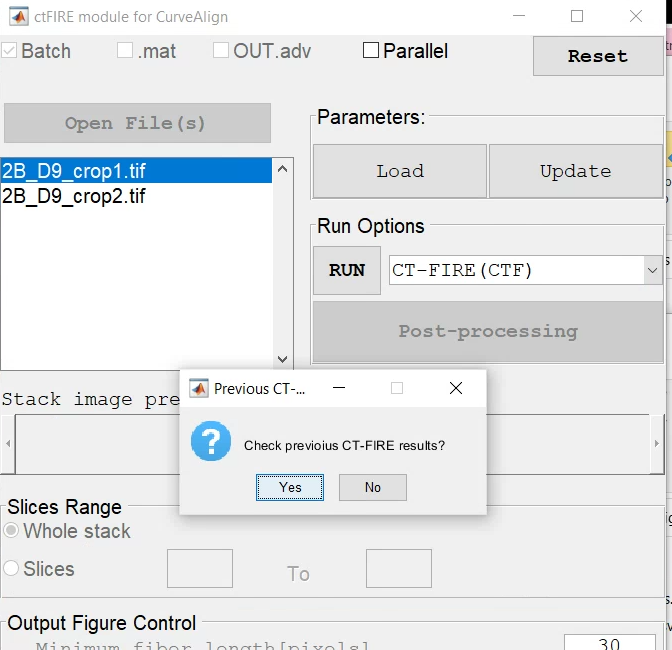 ctFIRE module for CurveAlign
Batch .mat OUT.adv Parallel
Reset
Open File(s)
Parameters:
Load Update
2B_D9_crop1.tif
2B_D9_crop2.tif
Run Options
RUN CT-FIRE(CTF)
Post-processing
Stack image pre
Previous CT-...
Check previoius CT-FIRE results?
Yes No
Slices Range
Whole stack
Slices To
Output Figure Control
Minimum fiber length[pixels] 30